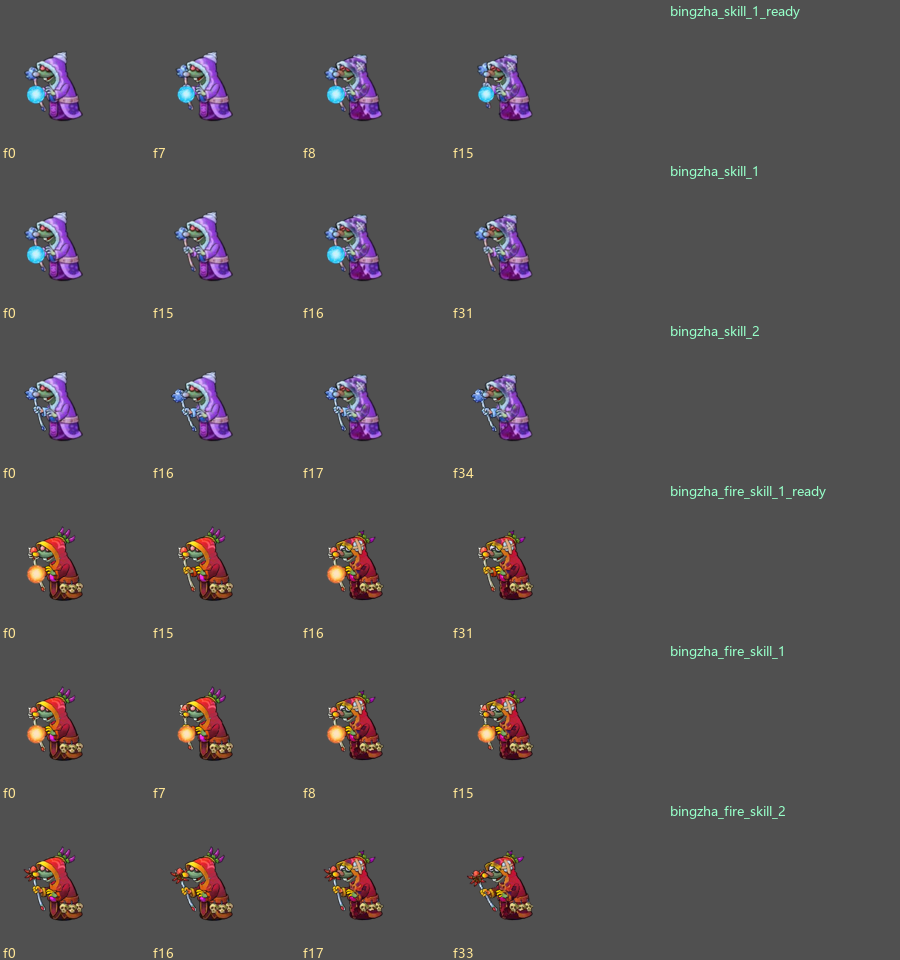 bingzha_skill_1_ready
f0 f7 f8 f15
bingzha_skill_1
f0 f15 f16 f31
bingzha_skill_2
f0 f16 f17 f34
bingzha_fire_skill_1_ready
f0 f15 f16 f31
bingzha_fire_skill_1
f0 f7 f8 f15
bingzha_fire_skill_2
f0 f16 f17 f33